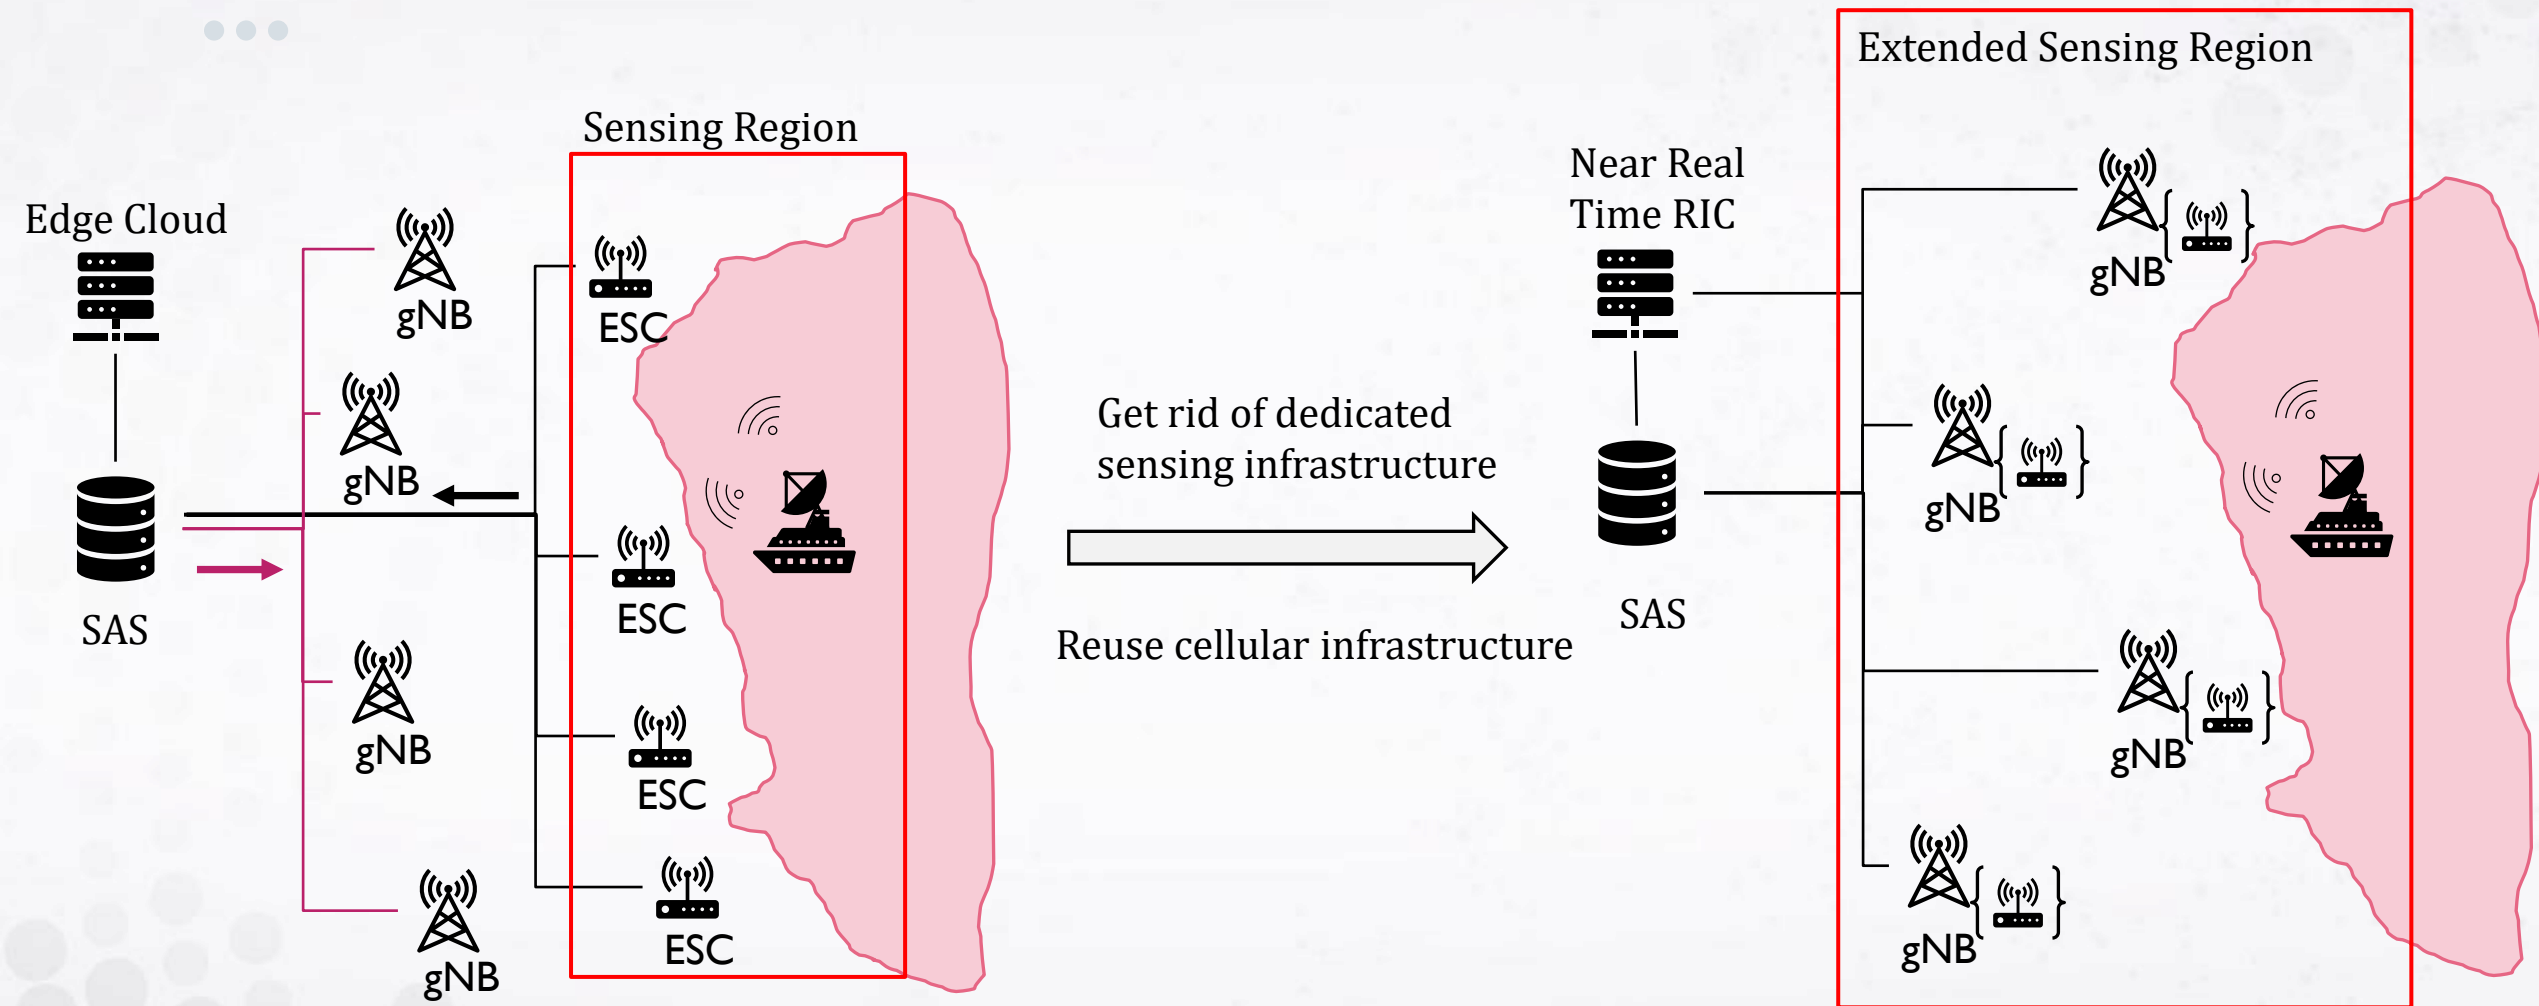 Edge Cloud
SAS
gNB
gNB
gNB
gNB
Sensing Region
ESC
ESC
ESC
ESC
Get rid of dedicated
sensing infrastructure
Reuse cellular infrastructure
Near Real
Time RIC
SAS
Extended Sensing Region
gNB
gNB
gNB
gNB